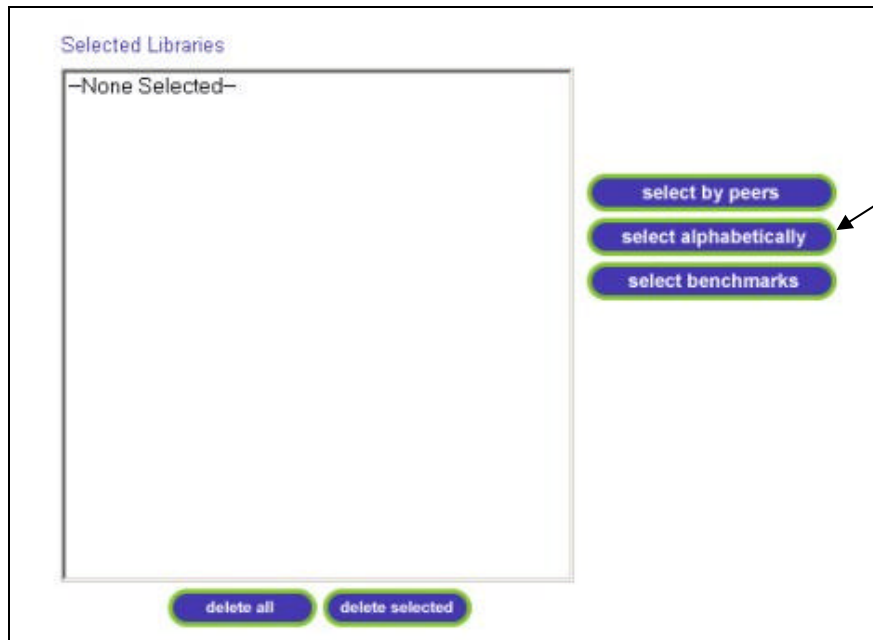 Selected Libraries
--None Selected--
select by peers
select alphabetically
select benchmarks
delete all
delete selected